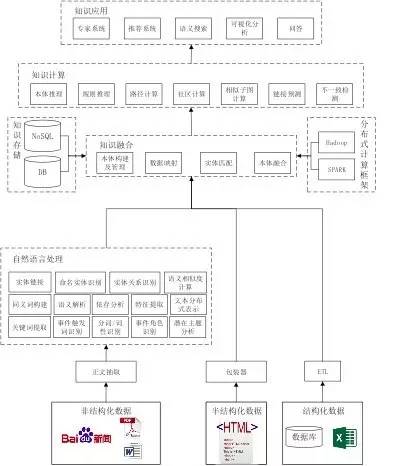 知识应用
专家系统
推荐系统
语义搜索
可视化分
析
问答
知识计算
本体推理
规则推理
路径计算
社区计算
相似子图
计算
链接预测
不一致检
测
知识存储
NoSQL
DB
知识融合
本体构建
及管理
数据映射
实体匹配
本体融合
分布式计算框架
Hadoop
SPARK
自然语言处理
实体链接
命名实体识别
实体关系识别
语义相似度
计算
同义词构建
语义解析
依存分析
特征提取
文本分布
式表示
关键词提取
事件触发
词识别
分词/词
性识别
事件角色
识别
潜在主题
分析
正文抽取
包装器
ETL
非结构化数据
Bai du 新闻
PDF
W
半结构化数据
<HTML>
结构化数据
数据库
X